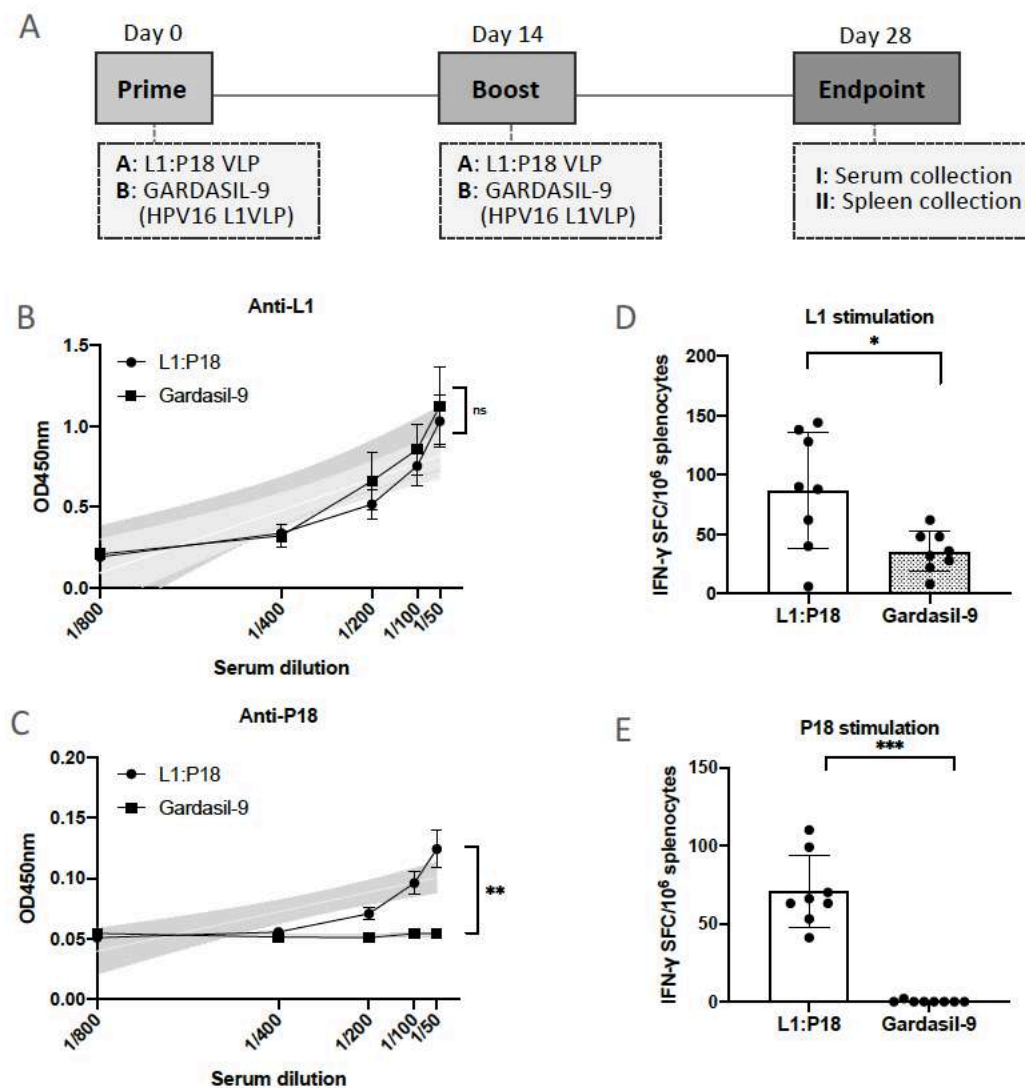 A
Day 0
Day 14
Day 28
Prime
Boost
Endpoint
A: L1:P18 VLP
B: GARDASIL-9
(HPV16 L1VLP)
A: L1:P18 VLP
B: GARDASIL-9
(HPV16 L1VLP)
I: Serum collection
II: Spleen collection
B
Anti-L1
OD450nm
1.5
1.0
0.5
0.0
L1:P18
Gardasil-9
ns
1/800
1/400
1/200
1/100
1/50
Serum dilution
D
L1 stimulation
*
IFN-γ SFC/10⁶ splenocytes
200
150
100
50
0
L1:P18
Gardasil-9
C
Anti-P18
OD450nm
0.20
0.15
0.10
0.05
0.00
L1:P18
Gardasil-9
**
1/800
1/400
1/200
1/100
1/50
Serum dilution
E
P18 stimulation
***
IFN-γ SFC/10⁶ splenocytes
150
100
50
0
L1:P18
Gardasil-9